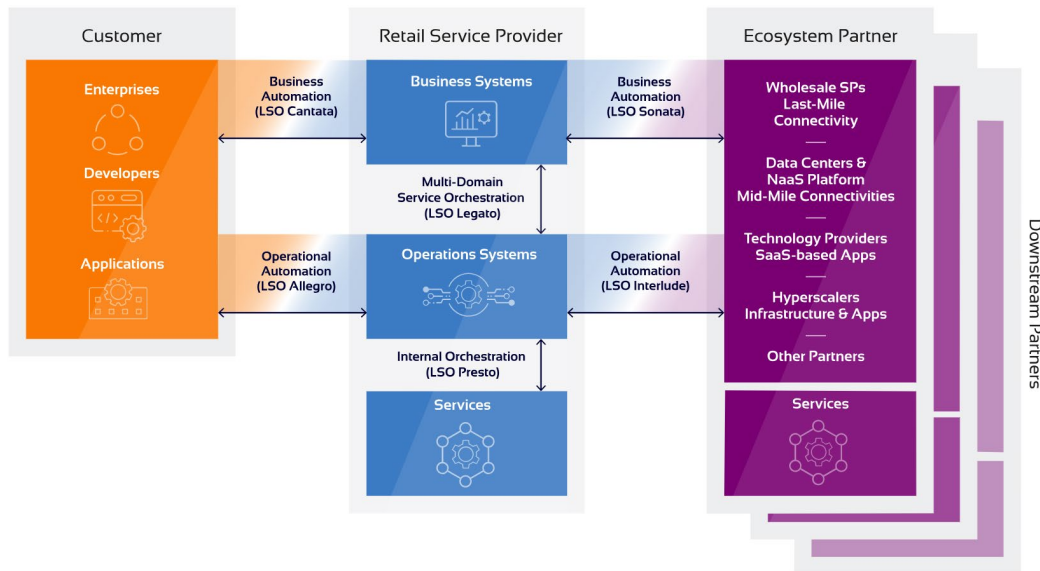 Customer
Enterprises
Developers
Applications
Business
Automation
(LSO Cantata)
Operational
Automation
(LSO Allegro)
Retail Service Provider
Business Systems
Multi-Domain
Service Orchestration
(LSO Legato)
Operations Systems
Internal Orchestration
(LSO Presto)
Services
Business
Automation
(LSO Sonata)
Operational
Automation
(LSO Interlude)
Ecosystem Partner
Wholesale SPs
Last-Mile
Connectivity
Data Centers &
NaaS Platform
Mid-Mile Connectivities
Technology Providers
SaaS-based Apps
Hyperscalers
Infrastructure & Apps
Other Partners
Services
Downstream Partners